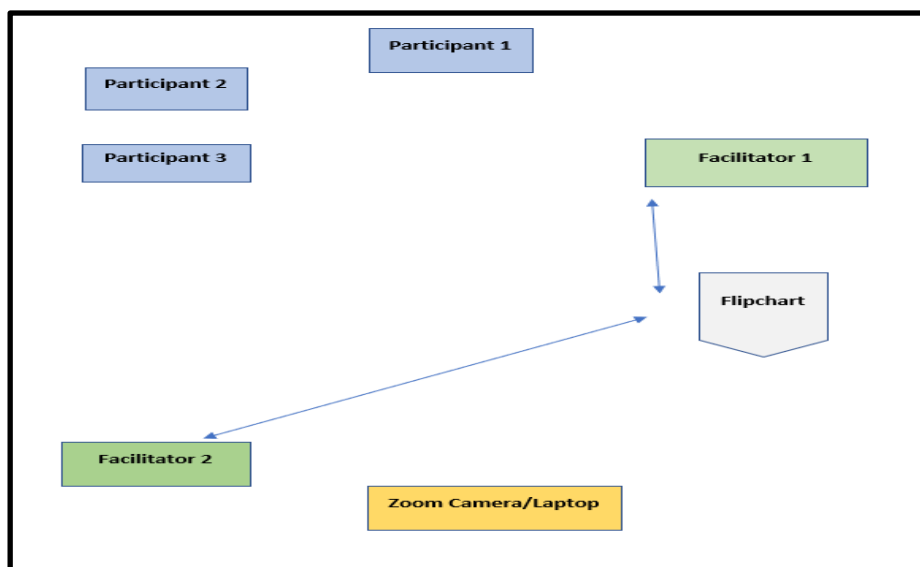 Participant 1
Participant 2
Participant 3
Facilitator 1
Flipchart
Facilitator 2
Zoom Camera/Laptop